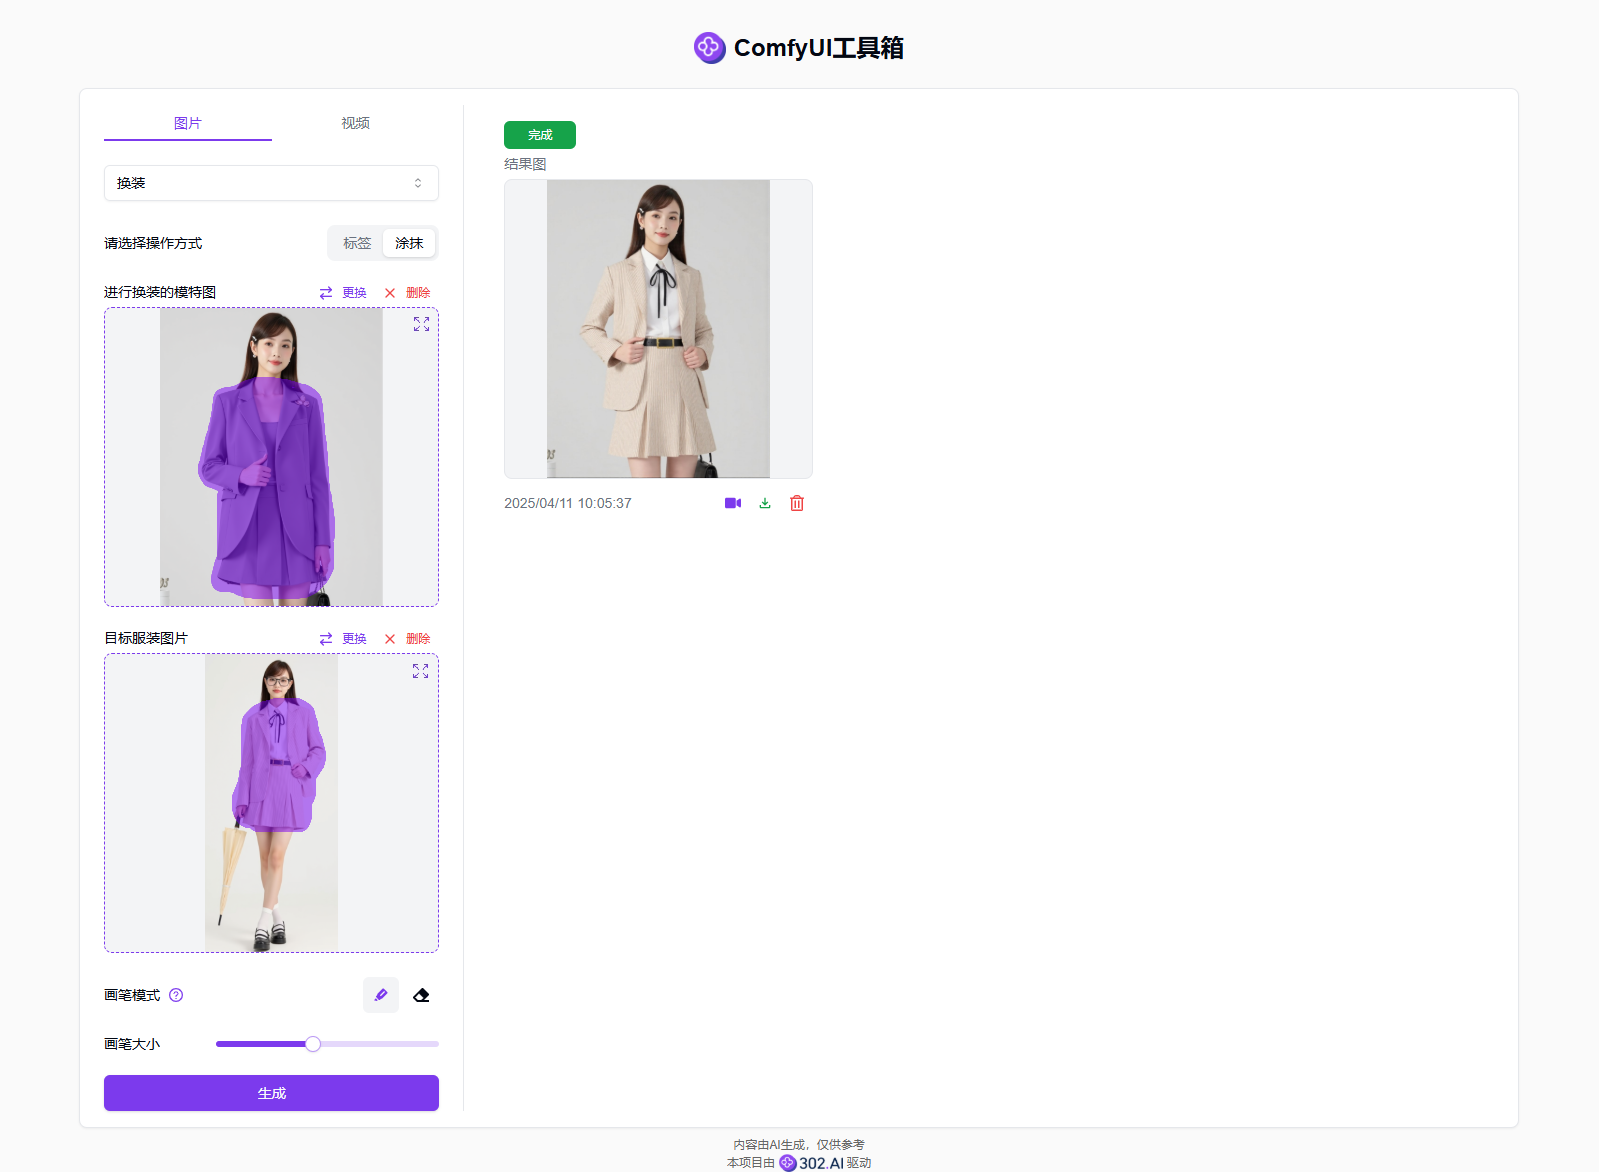 ComfyUI工具箱
图片
视频
换装
请选择操作方式
标签
涂抹
进行换装的模特图
更换
删除
目标服装图片
更换
删除
画笔模式
画笔大小
生成
完成
结果图
2025/04/11 10:05:37
内容由AI生成，仅供参考
本项目由 302.AI 驱动